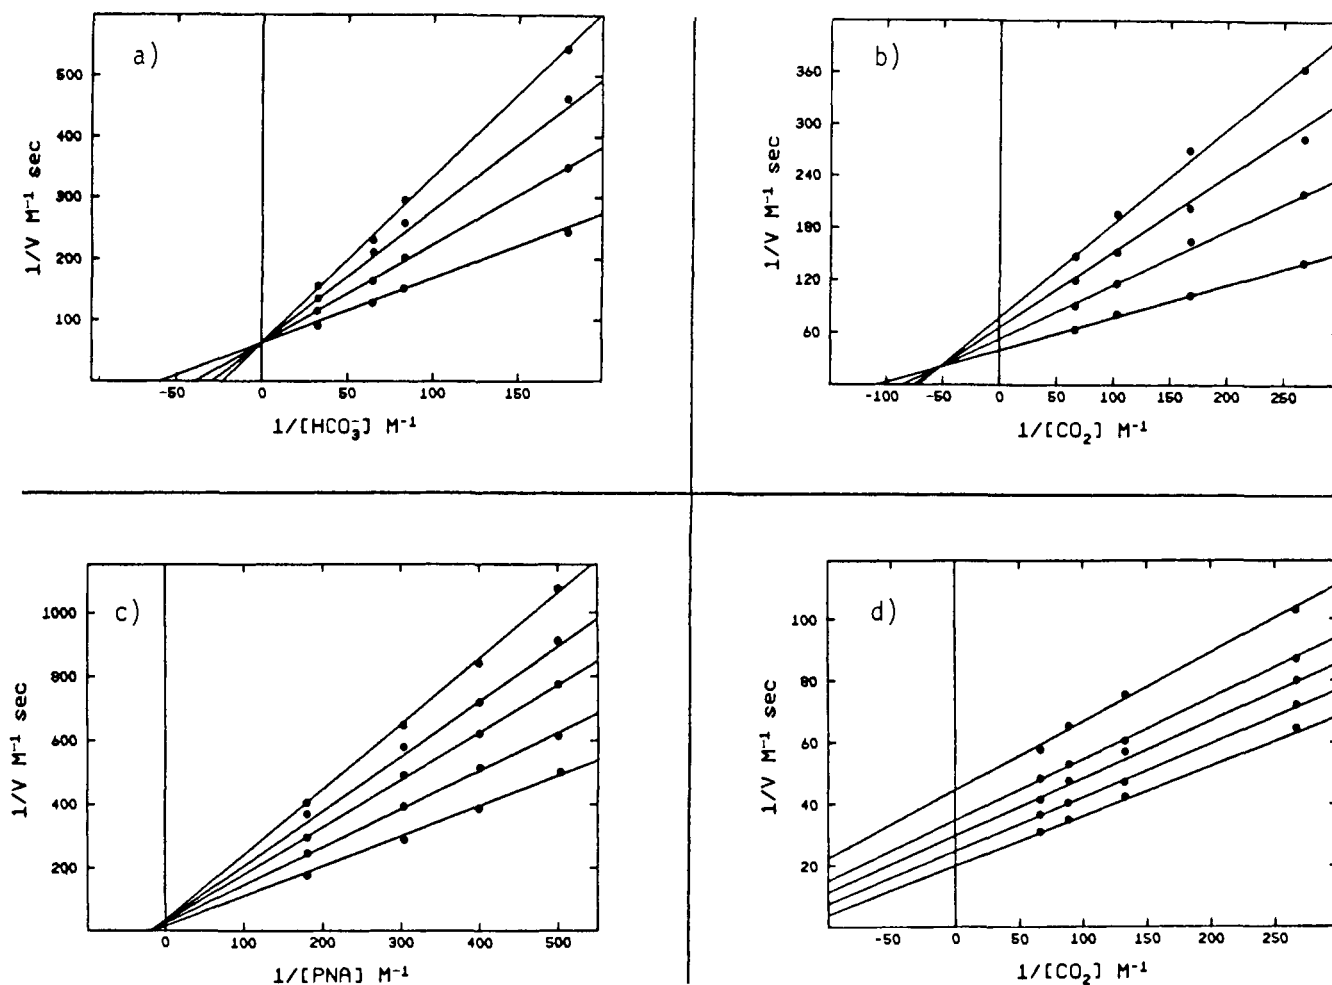 a)
500
400
300
200
100
1/V M⁻¹ sec
-50 0 50 100 150
1/[HCO₃⁻] M⁻¹
b)
360
300
240
180
120
60
1/V M⁻¹ sec
-100 -50 0 50 100 150 200 250
1/[CO₂] M⁻¹
c)
1000
800
600
400
200
1/V M⁻¹ sec
0 100 200 300 400 500
1/[PNA] M⁻¹
d)
100
80
60
40
20
1/V M⁻¹ sec
-50 0 50 100 150 200 250
1/[CO₂] M⁻¹